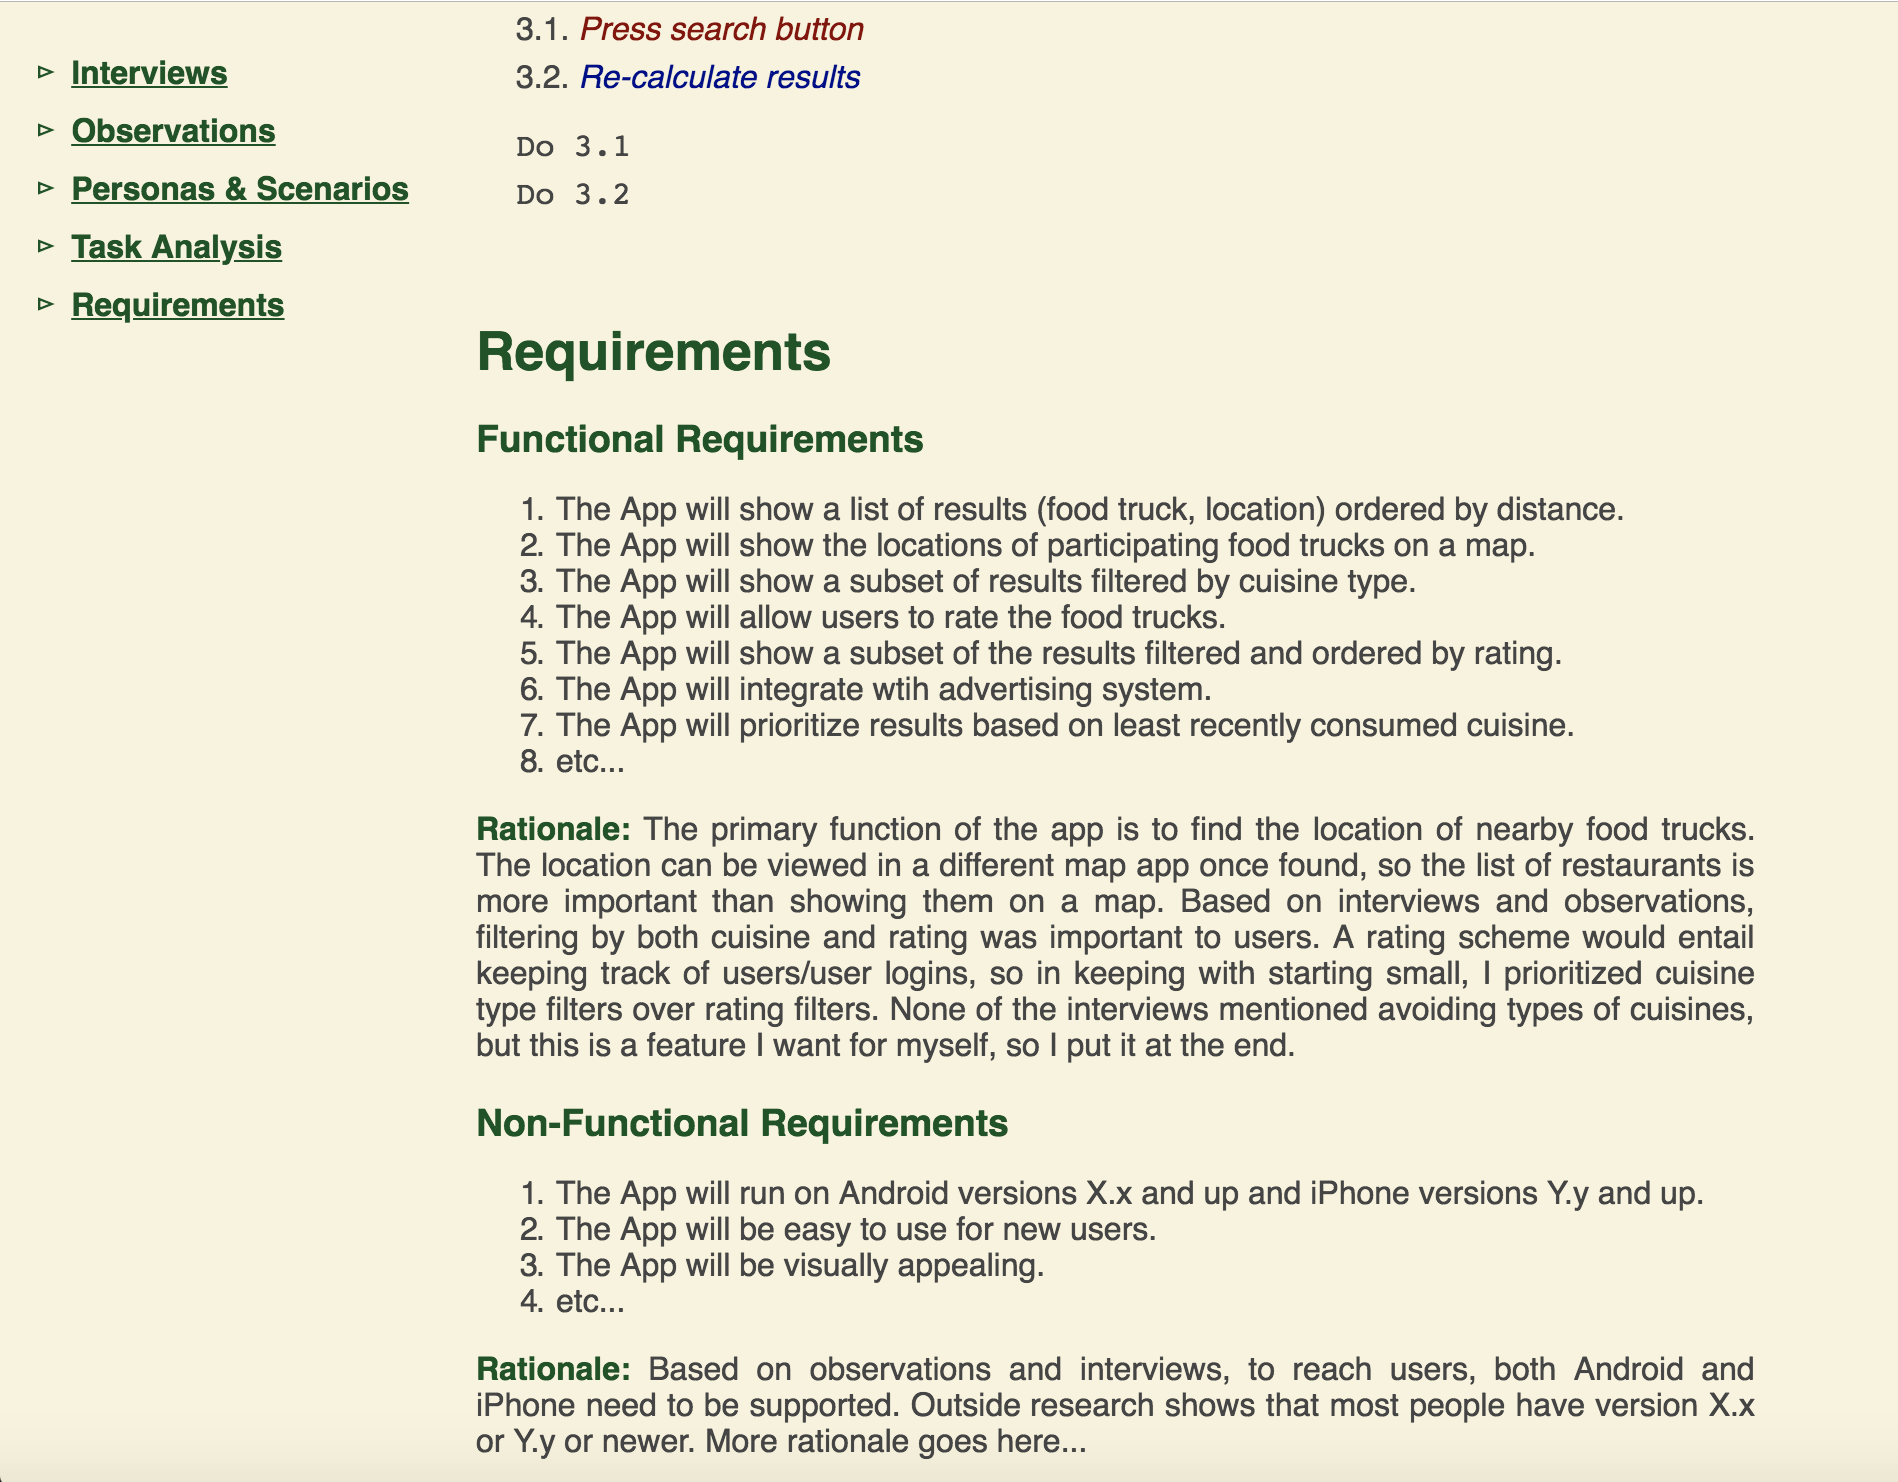 Interviews
Observations
Personas & Scenarios
Task Analysis
Requirements
3.1. Press search button
3.2. Re-calculate results
Do 3.1
Do 3.2
Requirements
Functional Requirements
1. The App will show a list of results (food truck, location) ordered by distance.
2. The App will show the locations of participating food trucks on a map.
3. The App will show a subset of results filtered by cuisine type.
4. The App will allow users to rate the food trucks.
5. The App will show a subset of the results filtered and ordered by rating.
6. The App will integrate wtih advertising system.
7. The App will prioritize results based on least recently consumed cuisine.
8. etc...
Rationale: The primary function of the app is to find the location of nearby food trucks.
The location can be viewed in a different map app once found, so the list of restaurants is
more important than showing them on a map. Based on interviews and observations,
filtering by both cuisine and rating was important to users. A rating scheme would entail
keeping track of users/user logins, so in keeping with starting small, I prioritized cuisine
type filters over rating filters. None of the interviews mentioned avoiding types of cuisines,
but this is a feature I want for myself, so I put it at the end.
Non-Functional Requirements
1. The App will run on Android versions X.x and up and iPhone versions Y.y and up.
2. The App will be easy to use for new users.
3. The App will be visually appealing.
4. etc...
Rationale: Based on observations and interviews, to reach users, both Android and
iPhone need to be supported. Outside research shows that most people have version X.x
or Y.y or newer. More rationale goes here...